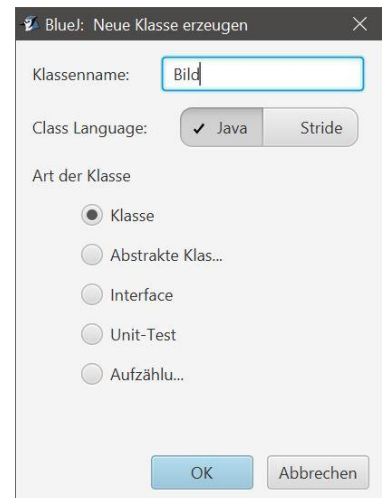 BlueJ: Neue Klasse erzeugen
Klassenname: Bild
Class Language: ✓ Java Stride
Art der Klasse
Klasse
Abstrakte Klas...
Interface
Unit-Test
Aufzählu...
OK Abbrechen